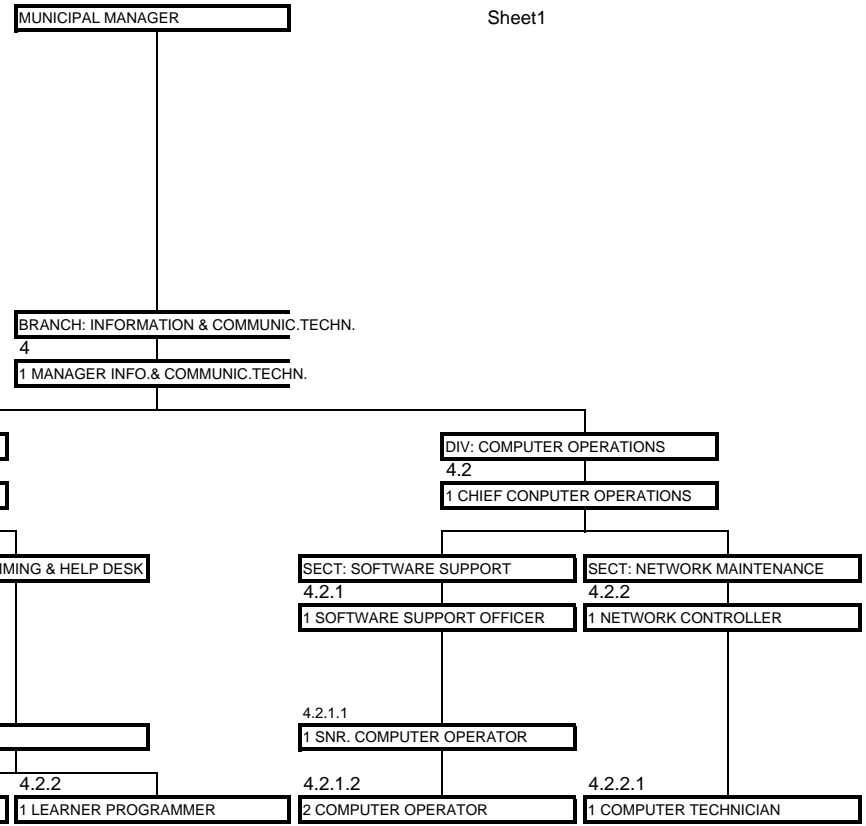 MUNICIPAL MANAGER
Sheet1
BRANCH: INFORMATION & COMMUNIC.TECHN.
4
1 MANAGER INFO.& COMMUNIC.TECHN.
DIV: COMPUTER OPERATIONS
4.2
1 CHIEF CONPUTER OPERATIONS
MING & HELP DESK
SECT: SOFTWARE SUPPORT
SECT: NETWORK MAINTENANCE
4.2.1
4.2.2
1 SOFTWARE SUPPORT OFFICER
1 NETWORK CONTROLLER
4.2.1.1
1 SNR. COMPUTER OPERATOR
4.2.2
4.2.1.2
4.2.2.1
1 LEARNER PROGRAMMER
2 COMPUTER OPERATOR
1 COMPUTER TECHNICIAN